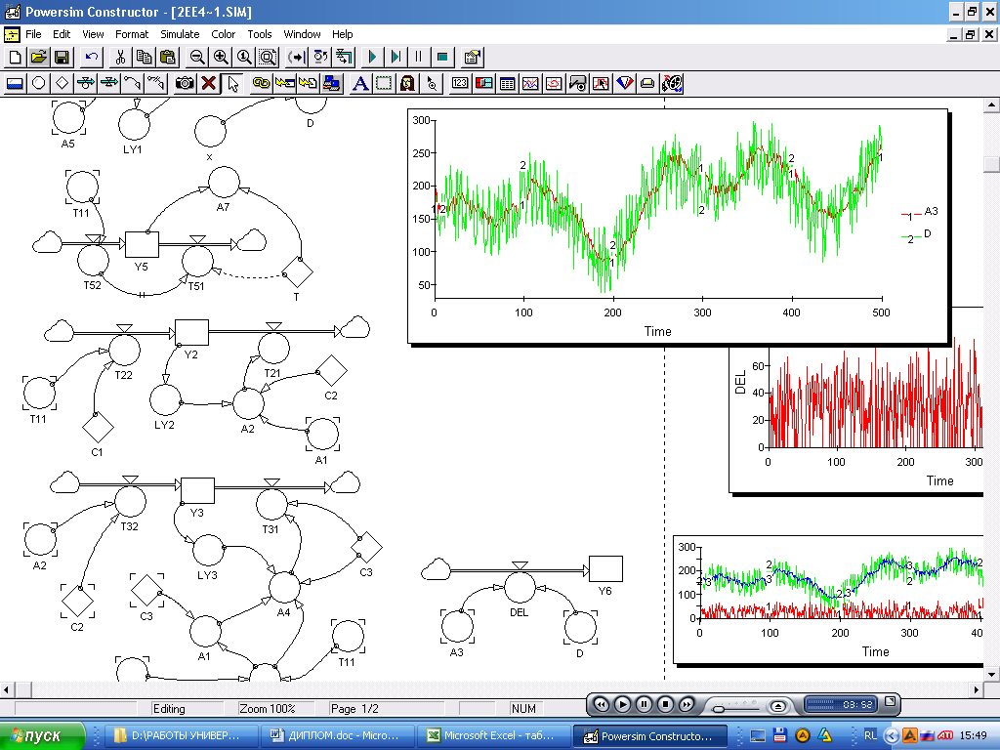 Powersim Constructor - [2EE4~1.SIM]
File Edit View Format Simulate Color Tools Window Help
123
A5
LY1
x
D
T11
A7
Y5
T52
T51
T
Y2
T22
T21
T11
C1
LY2
A2
C2
A1
Y3
T32
T31
A2
C2
LY3
C3
C3
A1
A4
T11
300
250
200
150
100
50
0 100 200 300 400 500
Time
1 A3
2 D
DEL
60
40
20
0
0 100 200 300
Time
Y6
DEL
A3
D
300
200
100
0
0 100 200 300 40
Time
Editing Zoom 100% Page 1/2 NUM
03:52
пуск
D:\РАБОТЫ УНИВЕР...
ДИПЛОМ.doc - Micro...
Microsoft Excel - таб...
Powersim Constructo...
RL
15:49